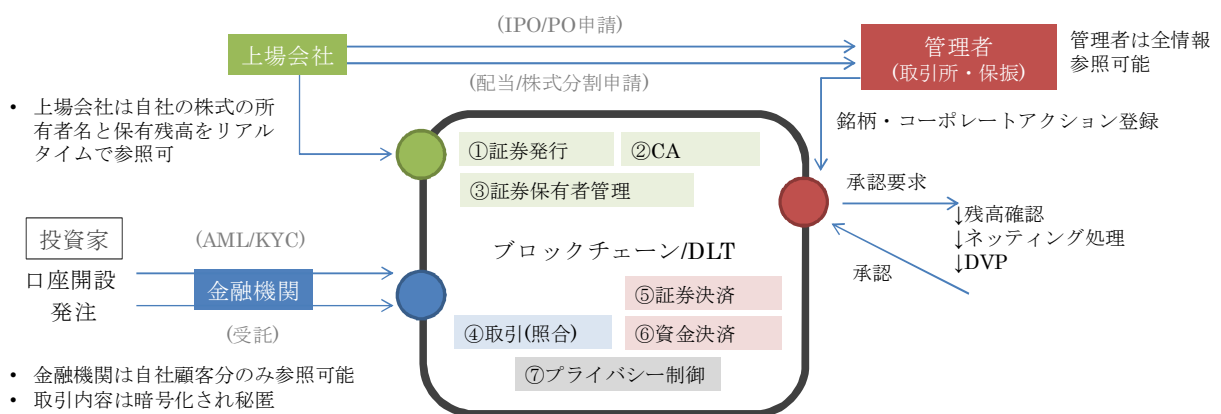 (IPO/PO申請)
上場会社
管理者
(取引所・保振)
管理者は全情報
参照可能
(配当/株式分割申請)
• 上場会社は自社の株式の所
有者名と保有残高をリアル
タイムで参照可
銘柄・コーポレートアクション登録
①証券発行
②CA
③証券保有者管理
承認要求
↓残高確認
↓ネッティング処理
↓DVP
承認
投資家
(AML/KYC)
口座開設
発注
金融機関
(受託)
ブロックチェーン/DLT
⑤証券決済
④取引(照合)
⑥資金決済
⑦プライバシー制御
• 金融機関は自社顧客分のみ参照可能
• 取引内容は暗号化され秘匿